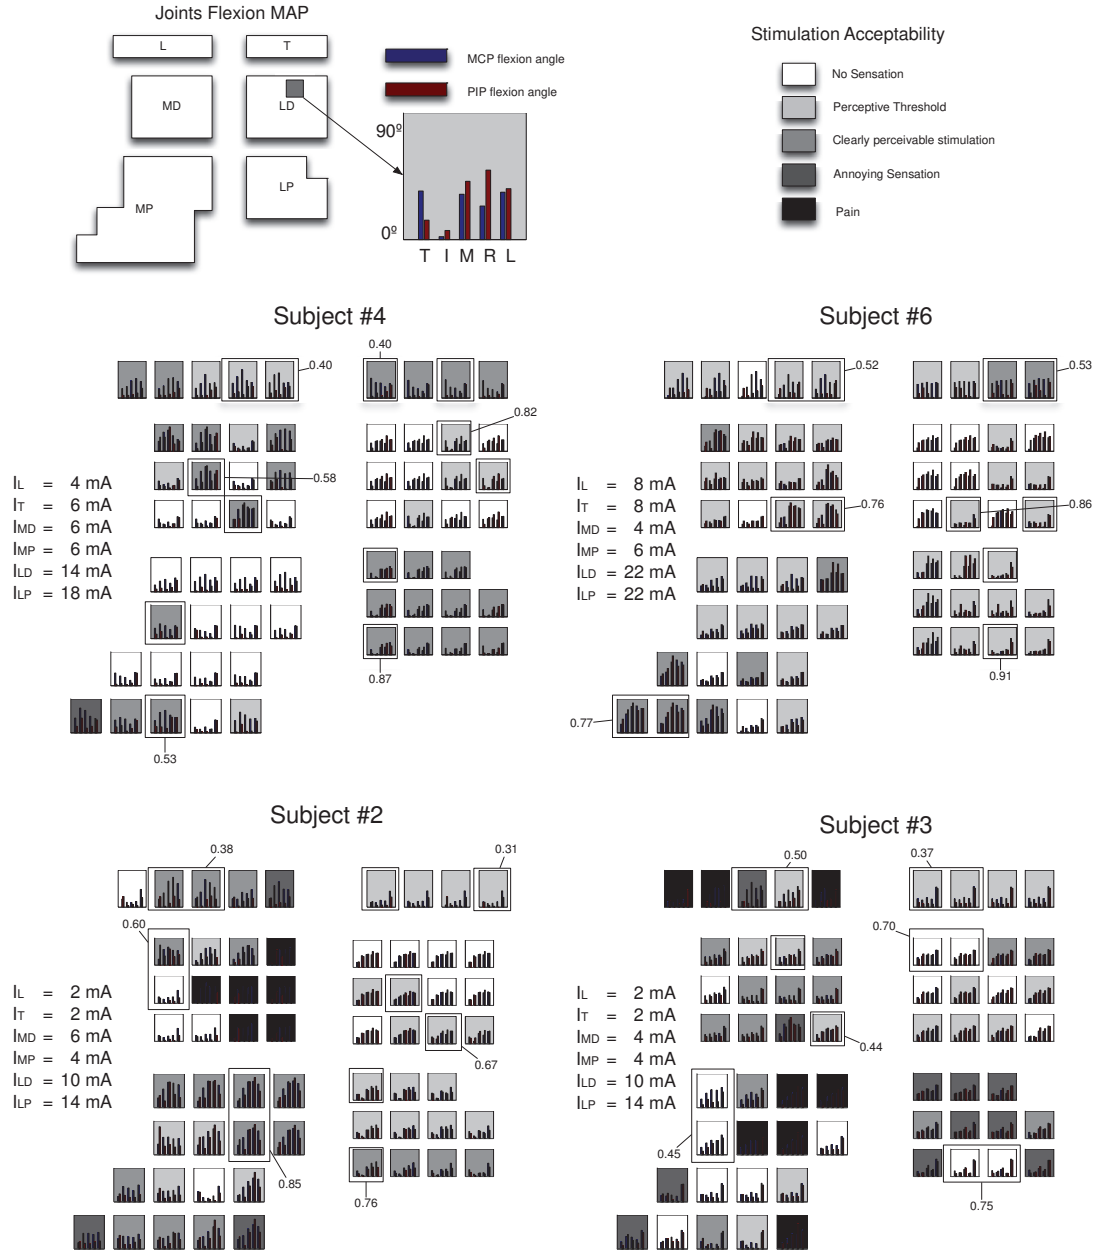 Joints Flexion MAP
L
T
MD
LD
MP
LP
MCP flexion angle
PIP flexion angle
90º
0º
T I M R L
Stimulation Acceptability
No Sensation
Perceptive Threshold
Clearly perceivable stimulation
Annoying Sensation
Pain
Subject #4
0.40
0.40
0.82
0.58
IL = 4 mA
IT = 6 mA
IMD = 6 mA
IMP = 6 mA
ILD = 14 mA
ILP = 18 mA
0.87
0.53
Subject #6
0.52
0.53
0.76
0.86
IL = 8 mA
IT = 8 mA
IMD = 4 mA
IMP = 6 mA
ILD = 22 mA
ILP = 22 mA
0.91
0.77
Subject #2
0.38
0.31
0.60
IL = 2 mA
IT = 2 mA
IMD = 6 mA
IMP = 4 mA
ILD = 10 mA
ILP = 14 mA
0.67
0.85
0.76
Subject #3
0.50
0.37
0.70
IL = 2 mA
IT = 2 mA
IMD = 4 mA
IMP = 4 mA
ILD = 10 mA
ILP = 14 mA
0.44
0.45
0.75